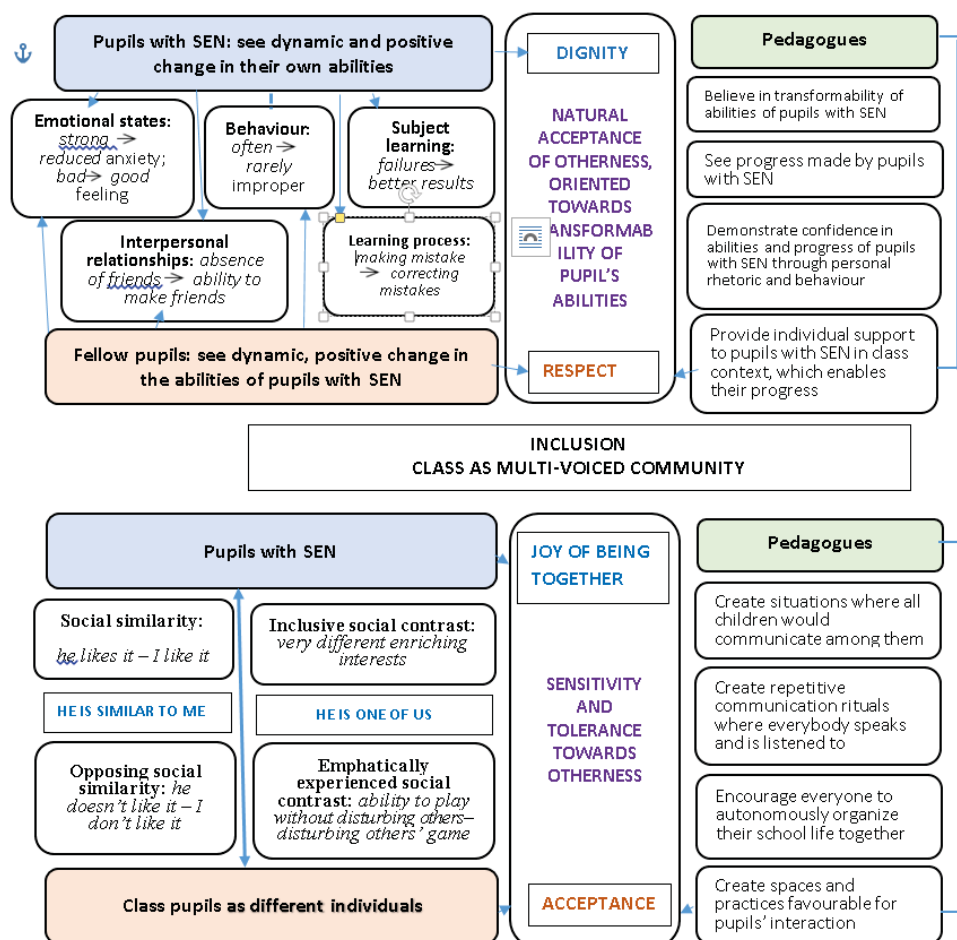 Pupils with SEN: see dynamic and positive
change in their own abilities
DIGNITY
Pedagogues
Emotional states:
strong →
reduced anxiety;
bad→ good
feeling
Behaviour:
often →
rarely
improper
Subject
learning:
failures→
better results
Interpersonal
relationships: absence
of friends → ability to
make friends
Learning process:
making mistake
→ correcting
mistakes
NATURAL
ACCEPTANCE
OF OTHERNESS,
ORIENTED
TOWARDS
ANSFORMAB
ILITY OF
PUPIL'S
ABILITIES
Believe in transformability of
abilities of pupils with SEN
See progress made by pupils
with SEN
Demonstrate confidence in
abilities and progress of pupils
with SEN through personal
rhetoric and behaviour
Provide individual support
to pupils with SEN in class
context, which enables
their progress
Fellow pupils: see dynamic, positive change in
the abilities of pupils with SEN
RESPECT
INCLUSION
CLASS AS MULTI-VOICED COMMUNITY
Pupils with SEN
JOY OF BEING
TOGETHER
Pedagogues
Social similarity:
he likes it – I like it
Inclusive social contrast:
very different enriching
interests
HE IS SIMILAR TO ME
HE IS ONE OF US
Opposing social
similarity: he
doesn't like it – I
don't like it
Emphatically
experienced social
contrast: ability to play
without disturbing others–
disturbing others' game
SENSITIVITY
AND
TOLERANCE
TOWARDS
OTHERNESS
Create situations where all
children would
communicate among them
Create repetitive
communication rituals
where everybody speaks
and is listened to
Encourage everyone to
autonomously organize
their school life together
Create spaces and
practices favourable for
pupils' interaction
Class pupils as different individuals
ACCEPTANCE